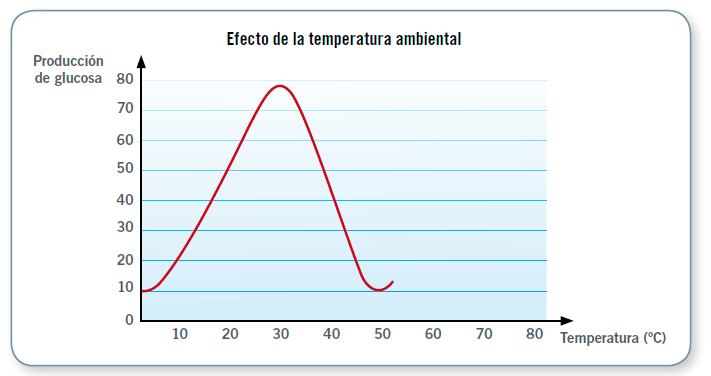 Efecto de la temperatura ambiental
Producción
de glucosa
80
70
60
50
40
30
20
10
0
10 20 30 40 50 60 70 80
Temperatura (ºC)